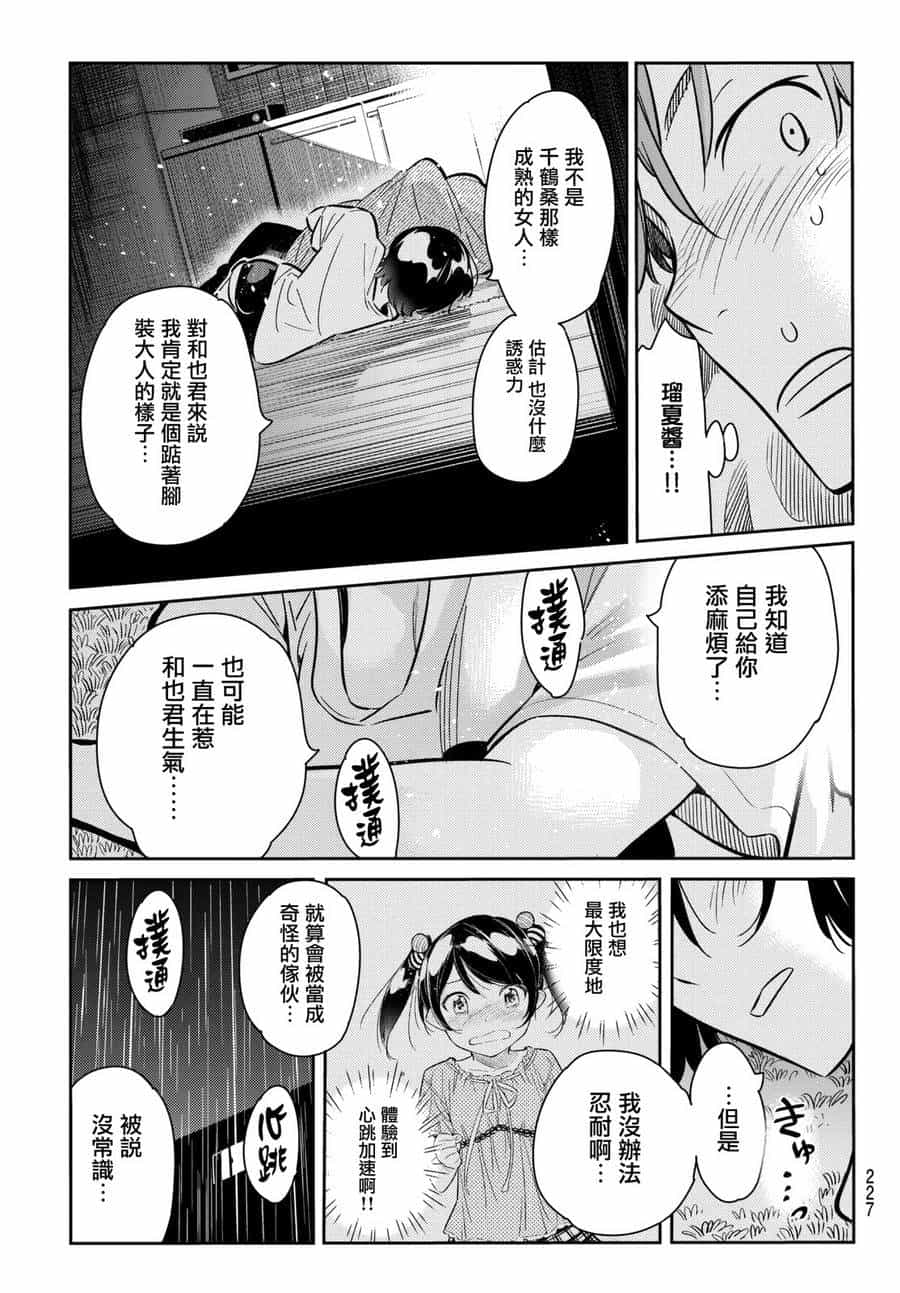 瑠夏醬…!!
我不是
千鶴桑那樣
成熟的女人…
估計 也沒什麼
誘惑力
對和也君來説
我肯定就是個踮著腳
裝大人的樣子…
我知道
自己給你
添麻煩了…
撲通
也可能
一直在惹
和也君生氣……
撲通
…但是
きゅ…
我也想
最大限度地
我沒辦法
忍耐啊…
體驗到
心跳加速啊!!
就算會被當成
奇怪的傢伙…
撲通
心跳
被説
沒常識…
227